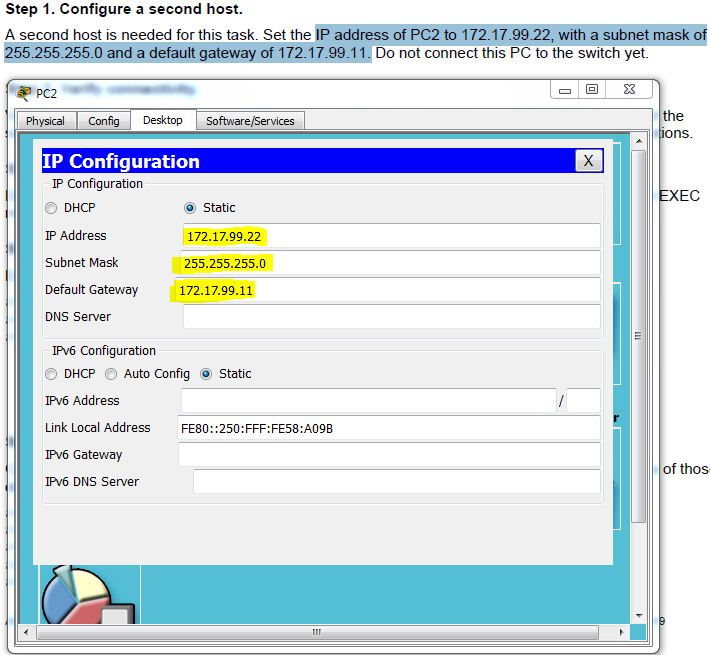 Step 1. Configure a second host.
A second host is needed for this task. Set the IP address of PC2 to 172.17.99.22, with a subnet mask of
255.255.255.0 and a default gateway of 172.17.99.11. Do not connect this PC to the switch yet.
PC2
Verify connectivity.
Physical Config Desktop Software/Services
the
tions.
IP Configuration X
IP Configuration
DHCP Static
EXEC
IP Address 172.17.99.22
Subnet Mask 255.255.255.0
Default Gateway 172.17.99.11
DNS Server
IPv6 Configuration
DHCP Auto Config Static
IPv6 Address /
r
Link Local Address FE80::250:FFF:FE58:A09B
IPv6 Gateway
of thos
IPv6 DNS Server
9